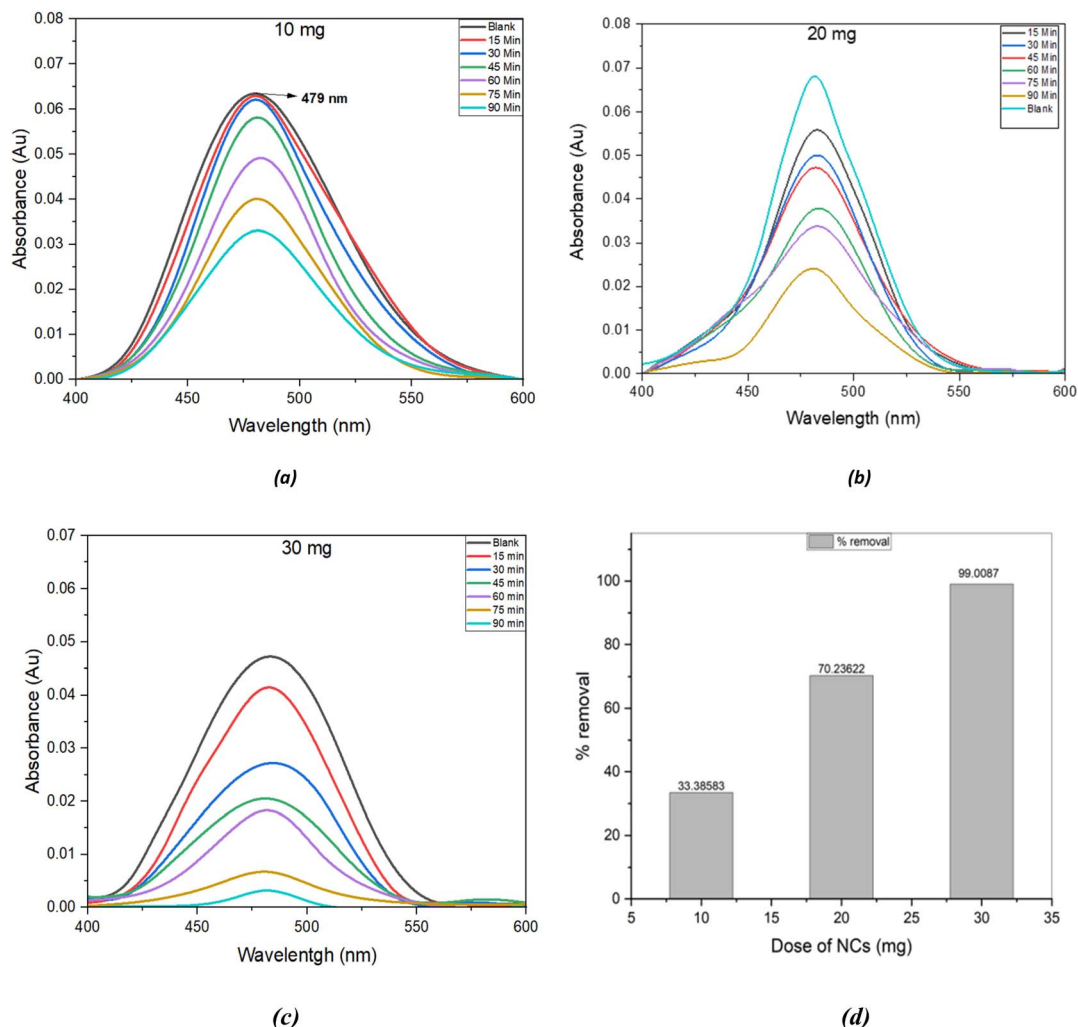 10 mg
Blank
15 Min
30 Min
45 Min
60 Min
75 Min
90 Min
479 nm
0.08
0.07
0.06
0.05
0.04
0.03
0.02
0.01
0.00
Absorbance (Au)
400 450 500 550 600
Wavelength (nm)
(a)
20 mg
15 Min
30 Min
45 Min
60 Min
75 Min
90 Min
Blank
0.08
0.07
0.06
0.05
0.04
0.03
0.02
0.01
0.00
Absorbance (Au)
400 450 500 550 600
Wavelength (nm)
(b)
30 mg
Blank
15 min
30 min
45 min
60 Min
75 Min
90 min
0.07
0.06
0.05
0.04
0.03
0.02
0.01
0.00
Absorbance (Au)
400 450 500 550 600
Wavelentgh (nm)
(c)
% removal
100
80
60
40
20
0
% removal
33.38583
70.23622
99.0087
5 10 15 20 25 30 35
Dose of NCs (mg)
(d)